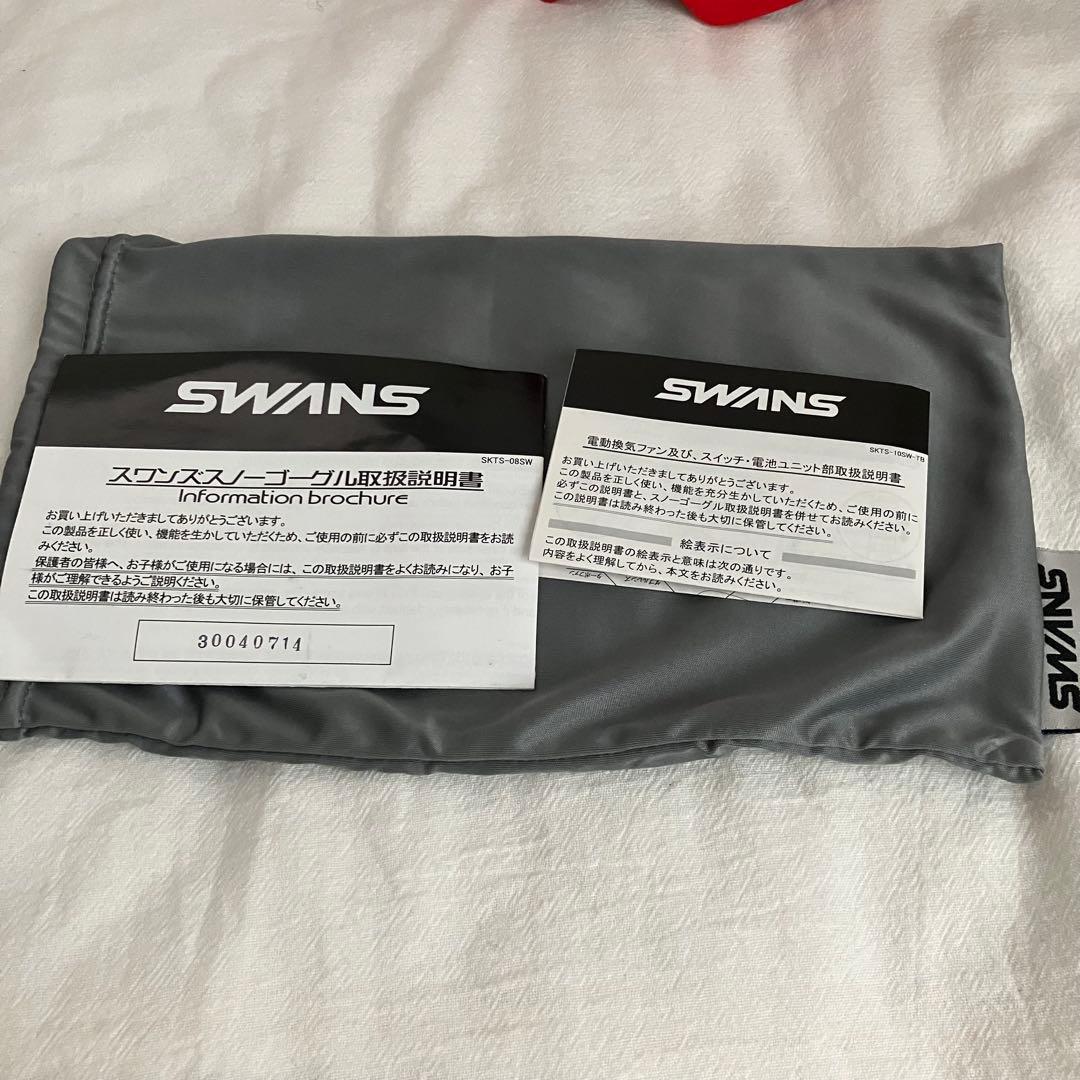 SWANS
SKTS-08SW
スワンズスノーゴーグル取扱説明書
Information brochure
お買い上げいただきましてありがとうございます。
この製品を正しく使い、機能を生かしていただくため、ご使用の前に必ずこの取扱説明書をお読
みください。
保護者の皆様へ、お子様がご使用になる場合には、この取扱説明書をよくお読みになり、お子
様がご理解できるようご説明ください。
この取扱説明書は読み終わった後も大切に保管してください。
30040714
SWANS
SKTS-10SW-TB
電動換気ファン及び、スイッチ・電池ユニット部取扱説明書
お買い上げいただきましてありがとうございます。
この製品を正しく使い、機能を充分生かしていただくため、ご使用の前に
必ずこの説明書と、スノーゴーグル取扱説明書を併せてお読みください。
この説明書は読み終わった後も大切に保管してください。
絵表示について
この取扱説明書の絵表示と意味は次の通りです。
内容をよく理解してから、本文をお読みください。
SWANS